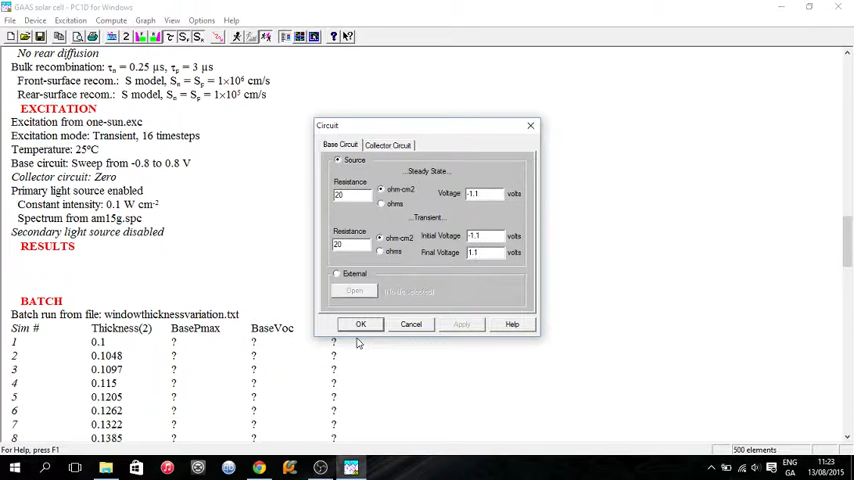 GAAS solar cell - PC1D for Windows
File Device Excitation Compute Graph View Options Help
No rear diffusion
Bulk recombination: τn = 0.25 µs, τp = 3 µs
Front-surface recom.: S model, Sn = Sp = 1×10⁶ cm/s
Rear-surface recom.: S model, Sn = Sp = 1×10⁵ cm/s
EXCITATION
Excitation from one-sun.exc
Excitation mode: Transient, 16 timesteps
Temperature: 25°C
Base circuit: Sweep from -0.8 to 0.8 V
Collector circuit: Zero
Primary light source enabled
Constant intensity: 0.1 W cm⁻²
Spectrum from am15g.spc
Secondary light source disabled
RESULTS
BATCH
Batch run from file: windowthicknessvariation.txt
Sim # Thickness(2) BasePmax BaseVoc
1 0.1 ? ? ?
2 0.1048 ? ? ?
3 0.1097 ? ? ?
4 0.115 ? ? ?
5 0.1205 ? ? ?
6 0.1262 ? ? ?
7 0.1322 ? ? ?
8 0.1385 ? ? ?
Circuit
Base Circuit Collector Circuit
Source
...Steady State...
Resistance
20 ohm-cm2 Voltage -1.1 volts
ohms
...Transient...
Resistance
20 ohm-cm2 Initial Voltage -1.1 volts
ohms Final Voltage 1.1 volts
External
Open
OK Cancel Apply Help
For Help, press F1
500 elements
ENG 11:23
GA 13/08/2015